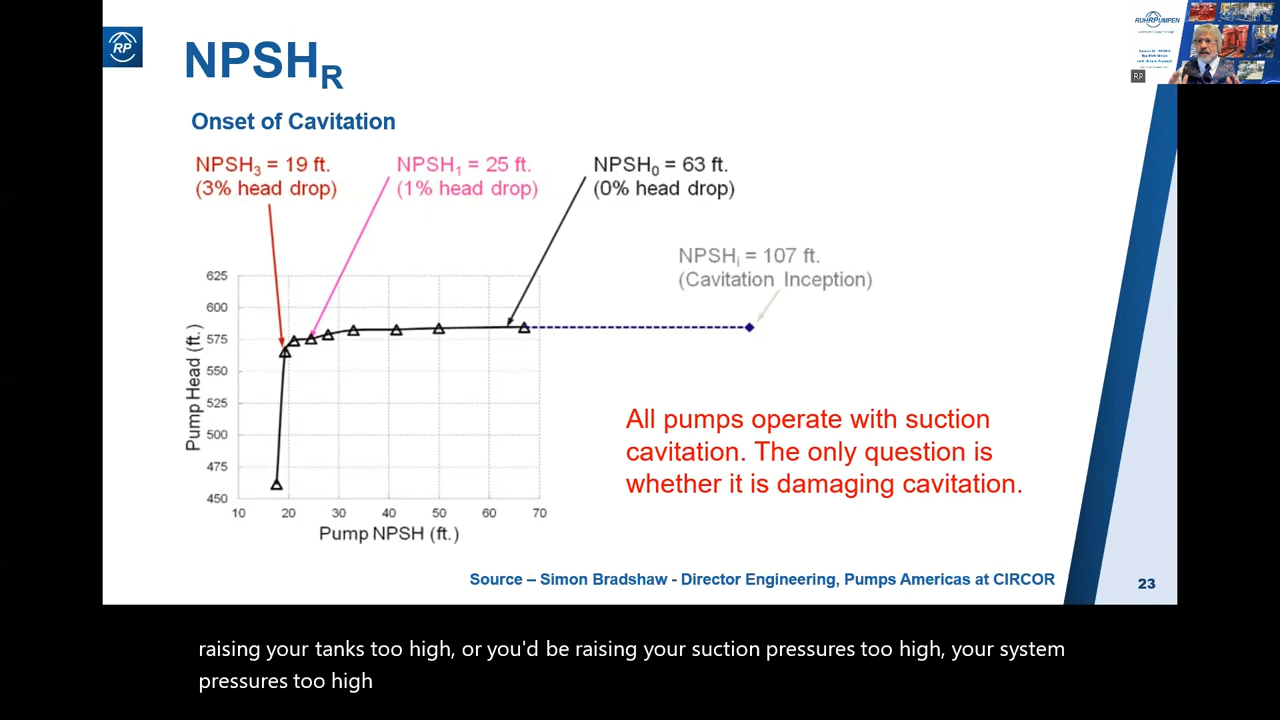 RP
NPSHR
Onset of Cavitation
NPSH3 = 19 ft.
(3% head drop)
NPSH1 = 25 ft.
(1% head drop)
NPSH0 = 63 ft.
(0% head drop)
NPSHi = 107 ft.
(Cavitation Inception)
625
600
575
550
525
500
475
450
Pump Head (ft.)
10 20 30 40 50 60 70
Pump NPSH (ft.)
All pumps operate with suction
cavitation. The only question is
whether it is damaging cavitation.
Source – Simon Bradshaw - Director Engineering, Pumps Americas at CIRCOR
23
RUHRPUMPEN
RP
raising your tanks too high, or you'd be raising your suction pressures too high, your system
pressures too high